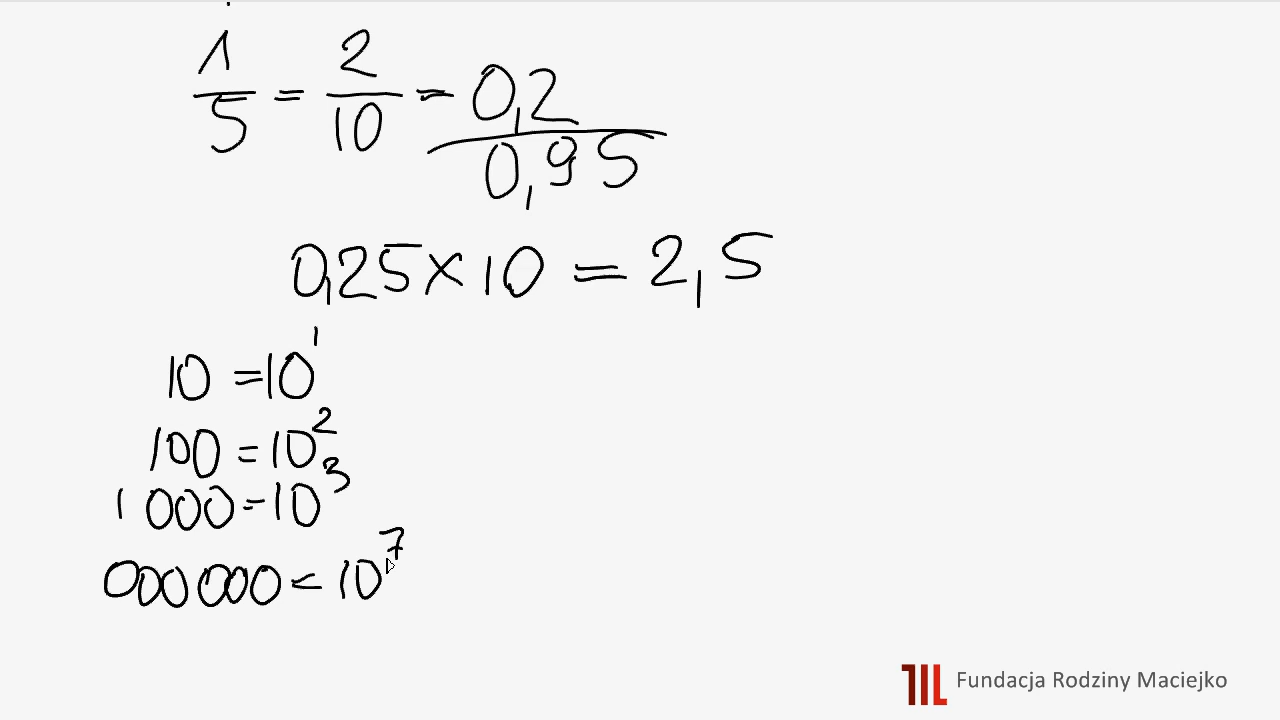 1/5 = 2/10 = 0,2
0,95
0,25 × 10 = 2,5
10 = 10¹
100 = 10²
1 000 = 10³
000 000 = 10⁷
Fundacja Rodziny Maciejko